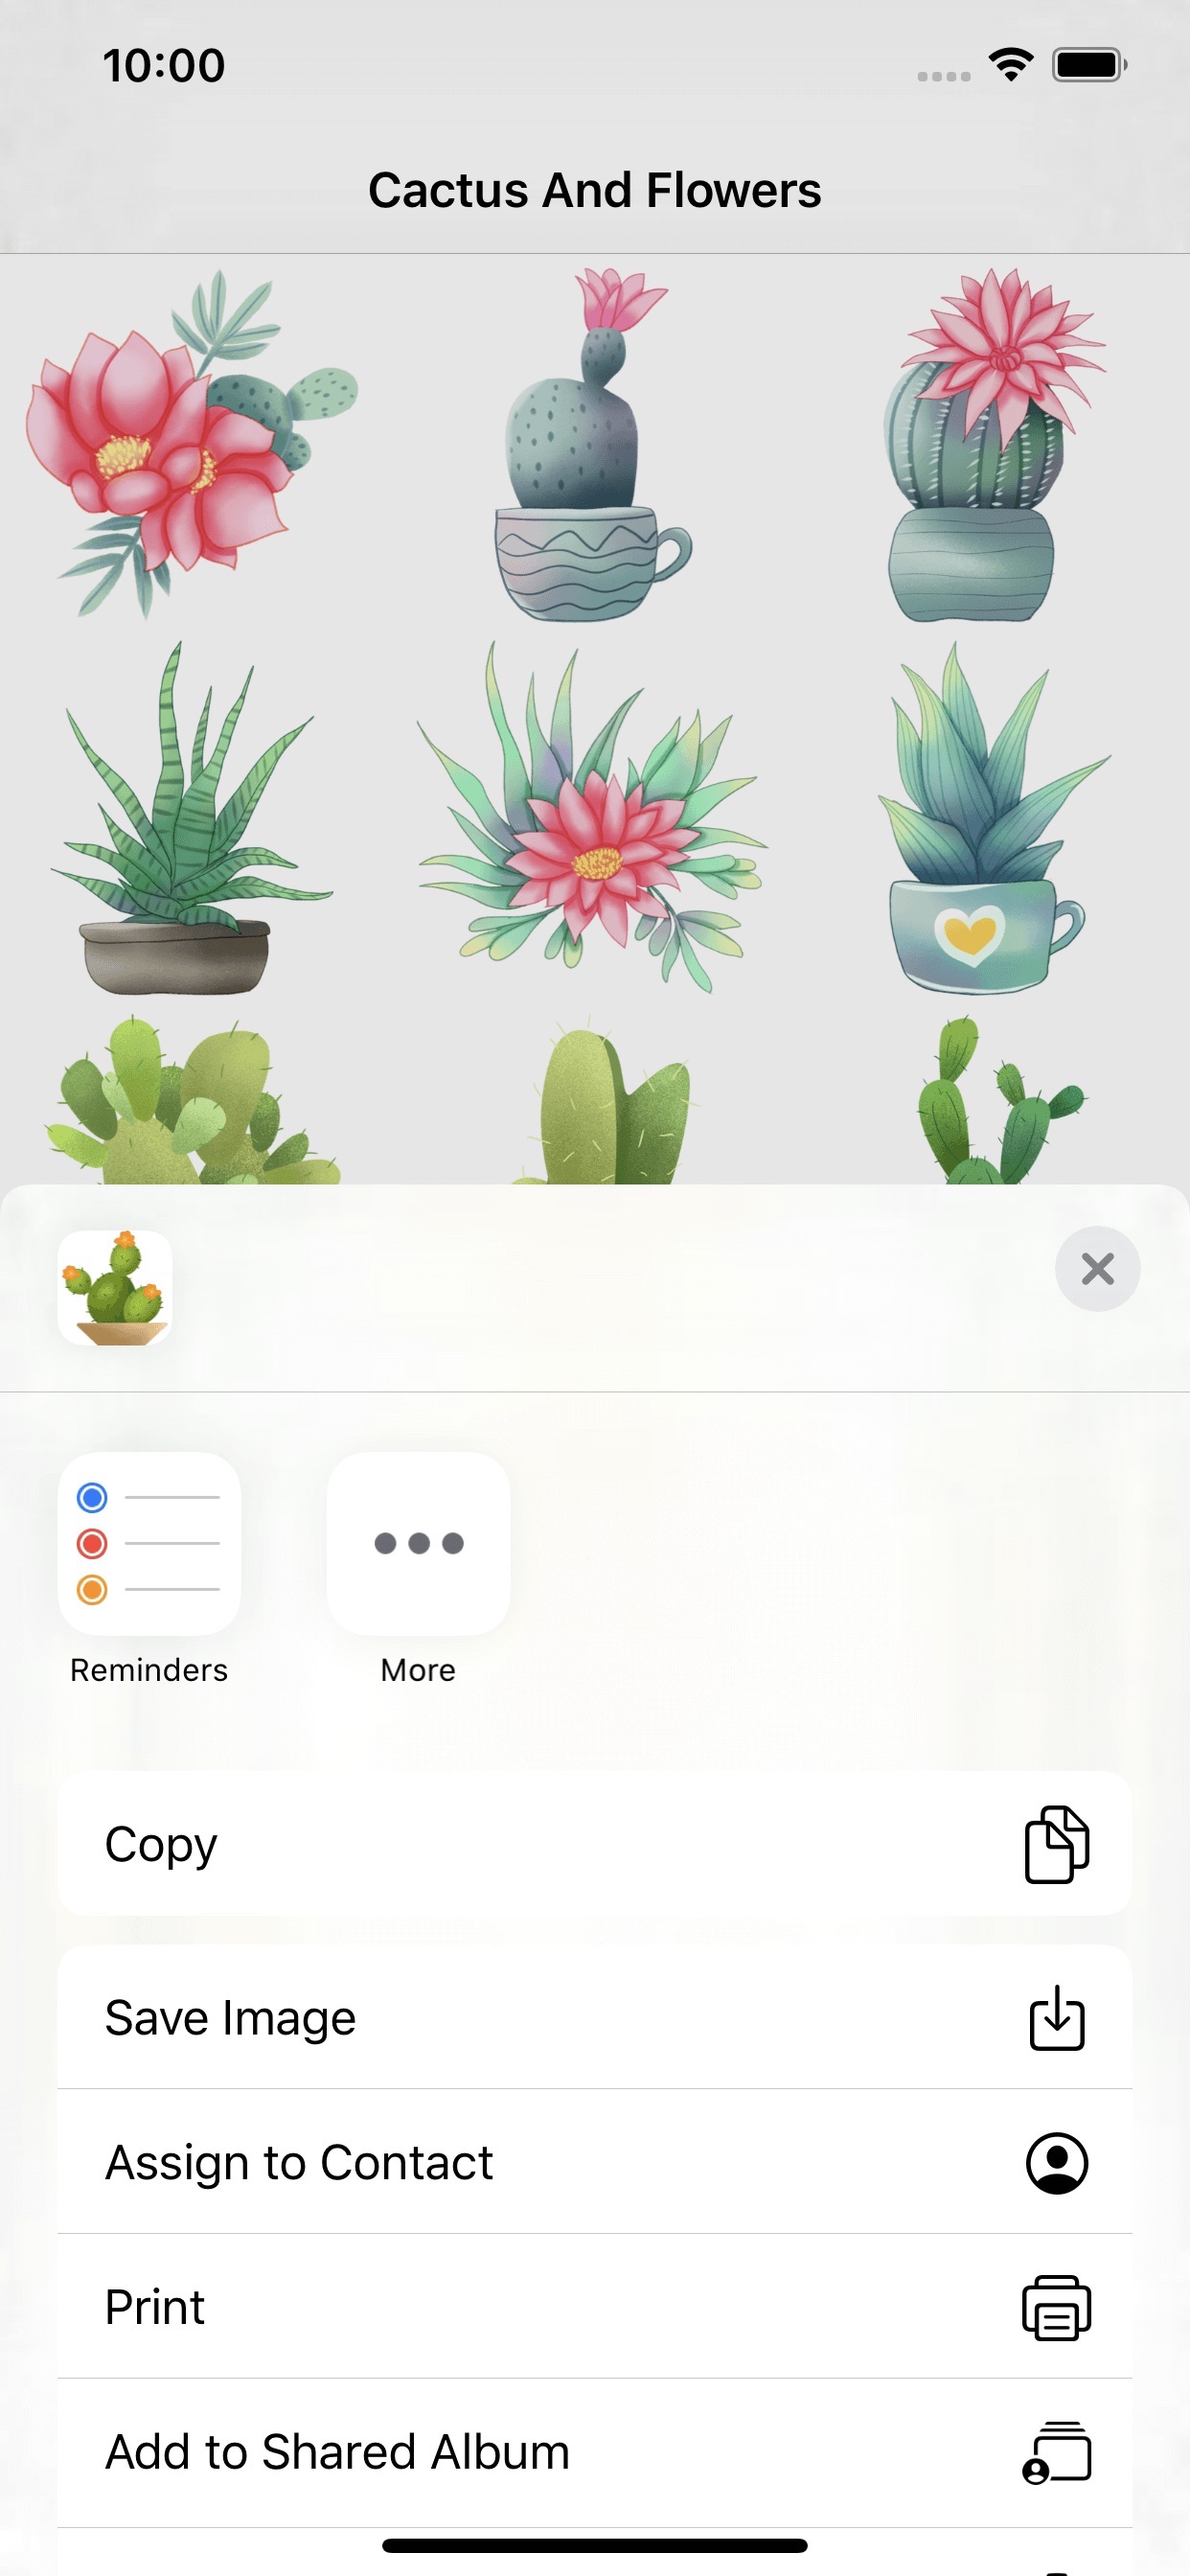 10:00
Cactus And Flowers
Reminders
More
Copy
Save Image
Assign to Contact
Print
Add to Shared Album